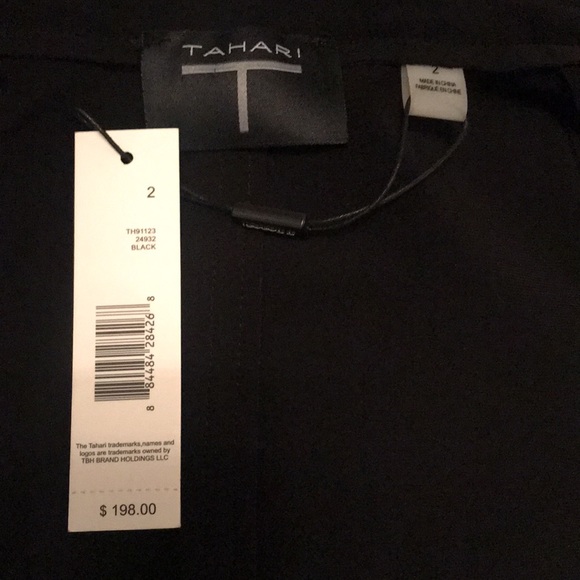 TAHARI
T
2
MADE IN CHINA
FABRIQUÉ EN CHINE
2
TH91123
24932
BLACK
8 84484 28426 8
The Tahari trademarks,names and
logos are trademarks owned by
TBH BRAND HOLDINGS LLC
$ 198.00